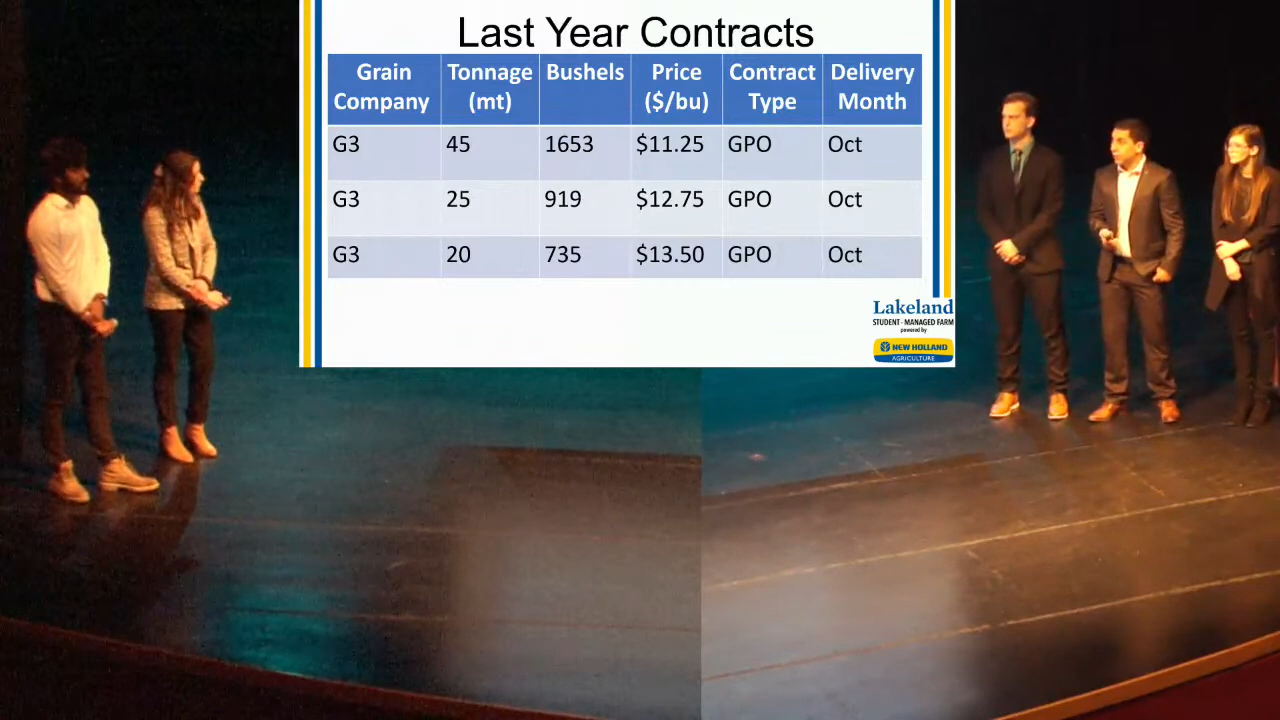 Last Year Contracts
Grain Company Tonnage (mt) Bushels Price ($/bu) Contract Type Delivery Month
G3 45 1653 $11.25 GPO Oct
G3 25 919 $12.75 GPO Oct
G3 20 735 $13.50 GPO Oct
Lakeland
STUDENT-MANAGED FARM
powered by
NEW HOLLAND
AGRICULTURE